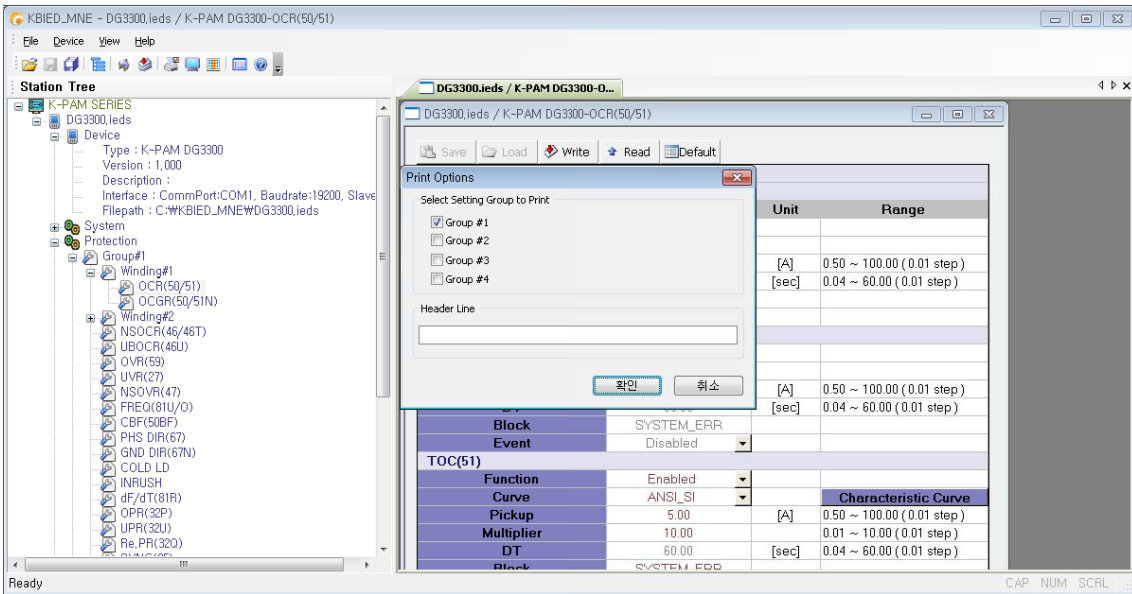 KBIED_MNE - DG3300,ieds / K-PAM DG3300-OCR(50/51)
File Device View Help
Station Tree
K-PAM SERIES
DG3300,ieds
Device
Type : K-PAM DG3300
Version : 1,000
Description :
Interface : CommPort:COM1, Baudrate:19200, Slave
Filepath : C:₩KBIED_MNE₩DG3300,ieds
System
Protection
Group#1
Winding#1
OCR(50/51)
OCGR(50/51N)
Winding#2
NSOCR(46/46T)
UBOCR(46U)
OVR(59)
UVR(27)
NSOVR(47)
FREQ(81U/O)
CBF(50BF)
PHS DIR(67)
GND DIR(67N)
COLD LD
INRUSH
dF/dT(81R)
OPR(32P)
UPR(32U)
Re,PR(32Q)
DG3300.ieds / K-PAM DG3300-O...
DG3300,ieds / K-PAM DG3300-OCR(50/51)
Save Load Write Read Default
Print Options
Select Setting Group to Print
Group #1
Group #2
Group #3
Group #4
Header Line
확인 취소
Unit Range
[A] 0.50 ~ 100.00 ( 0.01 step )
[sec] 0.04 ~ 60.00 ( 0.01 step )
[A] 0.50 ~ 100.00 ( 0.01 step )
[sec] 0.04 ~ 60.00 ( 0.01 step )
Block SYSTEM_ERR
Event Disabled
TOC(51)
Function Enabled
Curve ANSI_SI Characteristic Curve
Pickup 5.00 [A] 0.50 ~ 100.00 ( 0.01 step )
Multiplier 10.00 0.01 ~ 10.00 ( 0.01 step )
DT 60.00 [sec] 0.04 ~ 60.00 ( 0.01 step )
Block SYSTEM_ERR
Ready CAP NUM SCRL